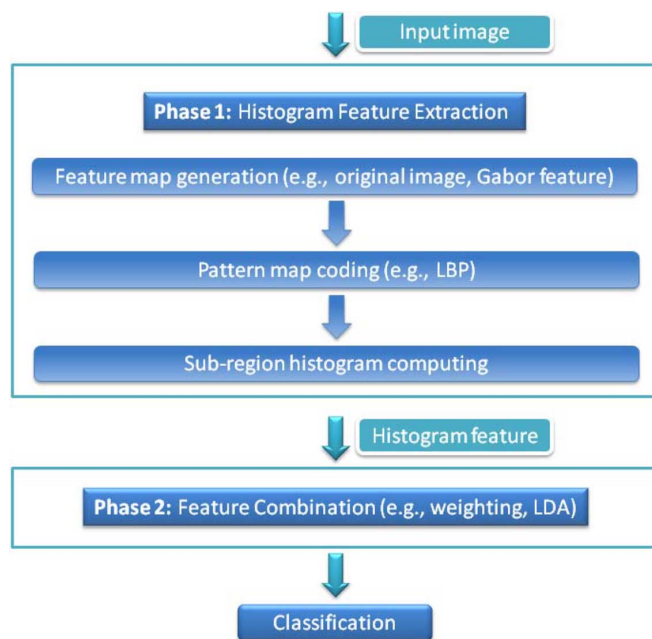 Input image
Phase 1: Histogram Feature Extraction
Feature map generation (e.g., original image, Gabor feature)
Pattern map coding (e.g., LBP)
Sub-region histogram computing
Histogram feature
Phase 2: Feature Combination (e.g., weighting, LDA)
Classification